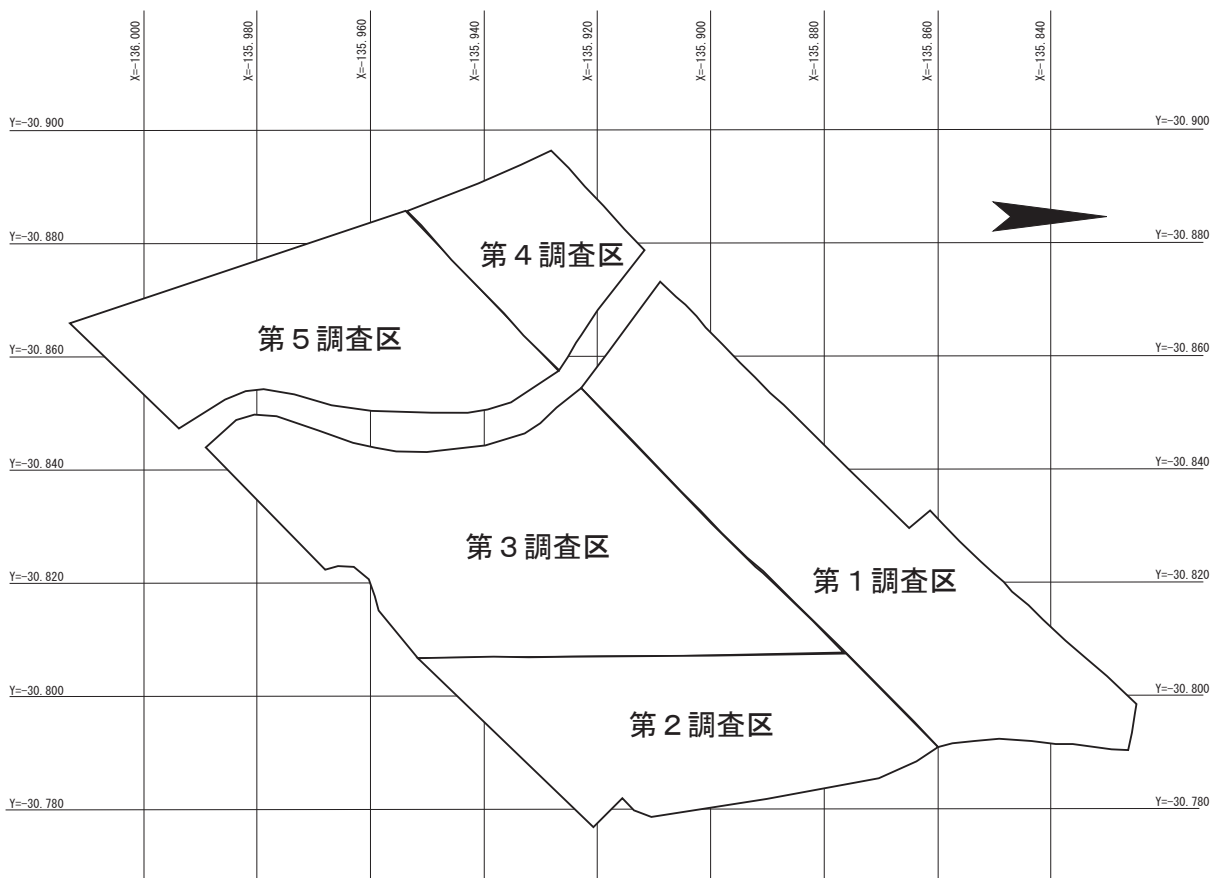 X=-136.000
X=-135.980
X=-135.960
X=-135.940
X=-135.920
X=-135.900
X=-135.880
X=-135.860
X=-135.840
Y=-30.900
Y=-30.900
Y=-30.880
Y=-30.880
第4調査区
第5調査区
Y=-30.860
Y=-30.860
Y=-30.840
Y=-30.840
第3調査区
第1調査区
Y=-30.820
Y=-30.820
Y=-30.800
Y=-30.800
第2調査区
Y=-30.780
Y=-30.780